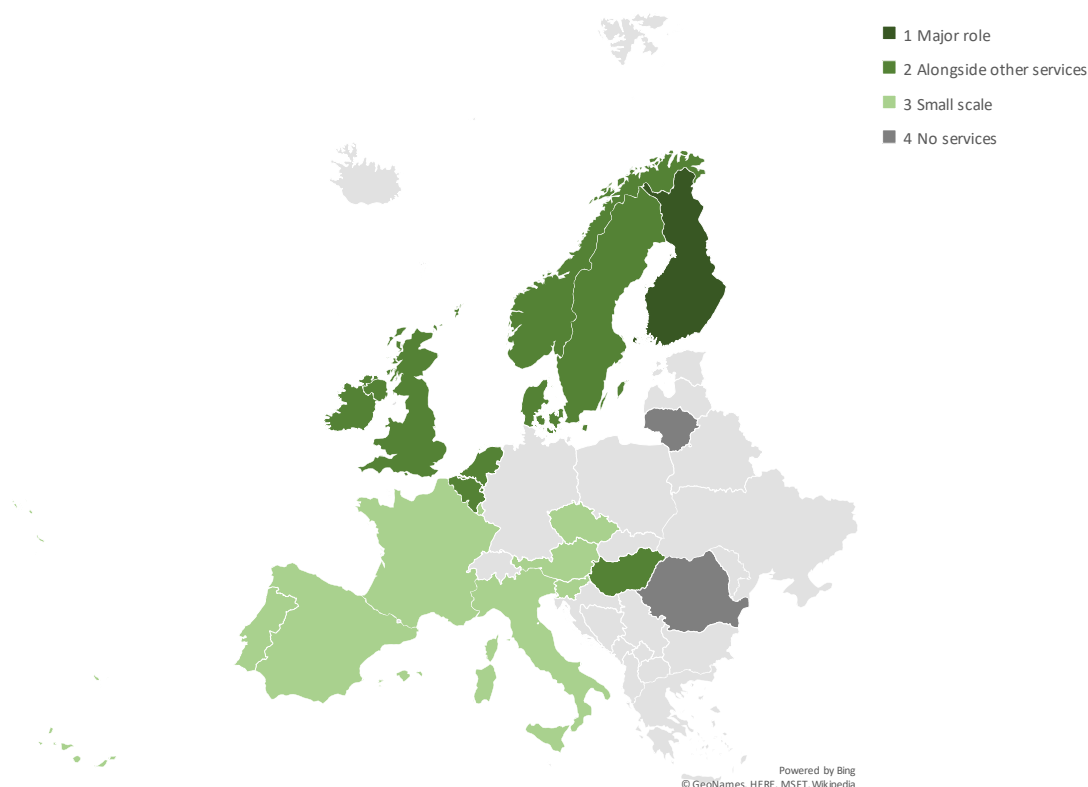 1 Major role
2 Alongside other services
3 Small scale
4 No services
Powered by Bing
© GeoNames, HERE, MSFT, Wikipedia